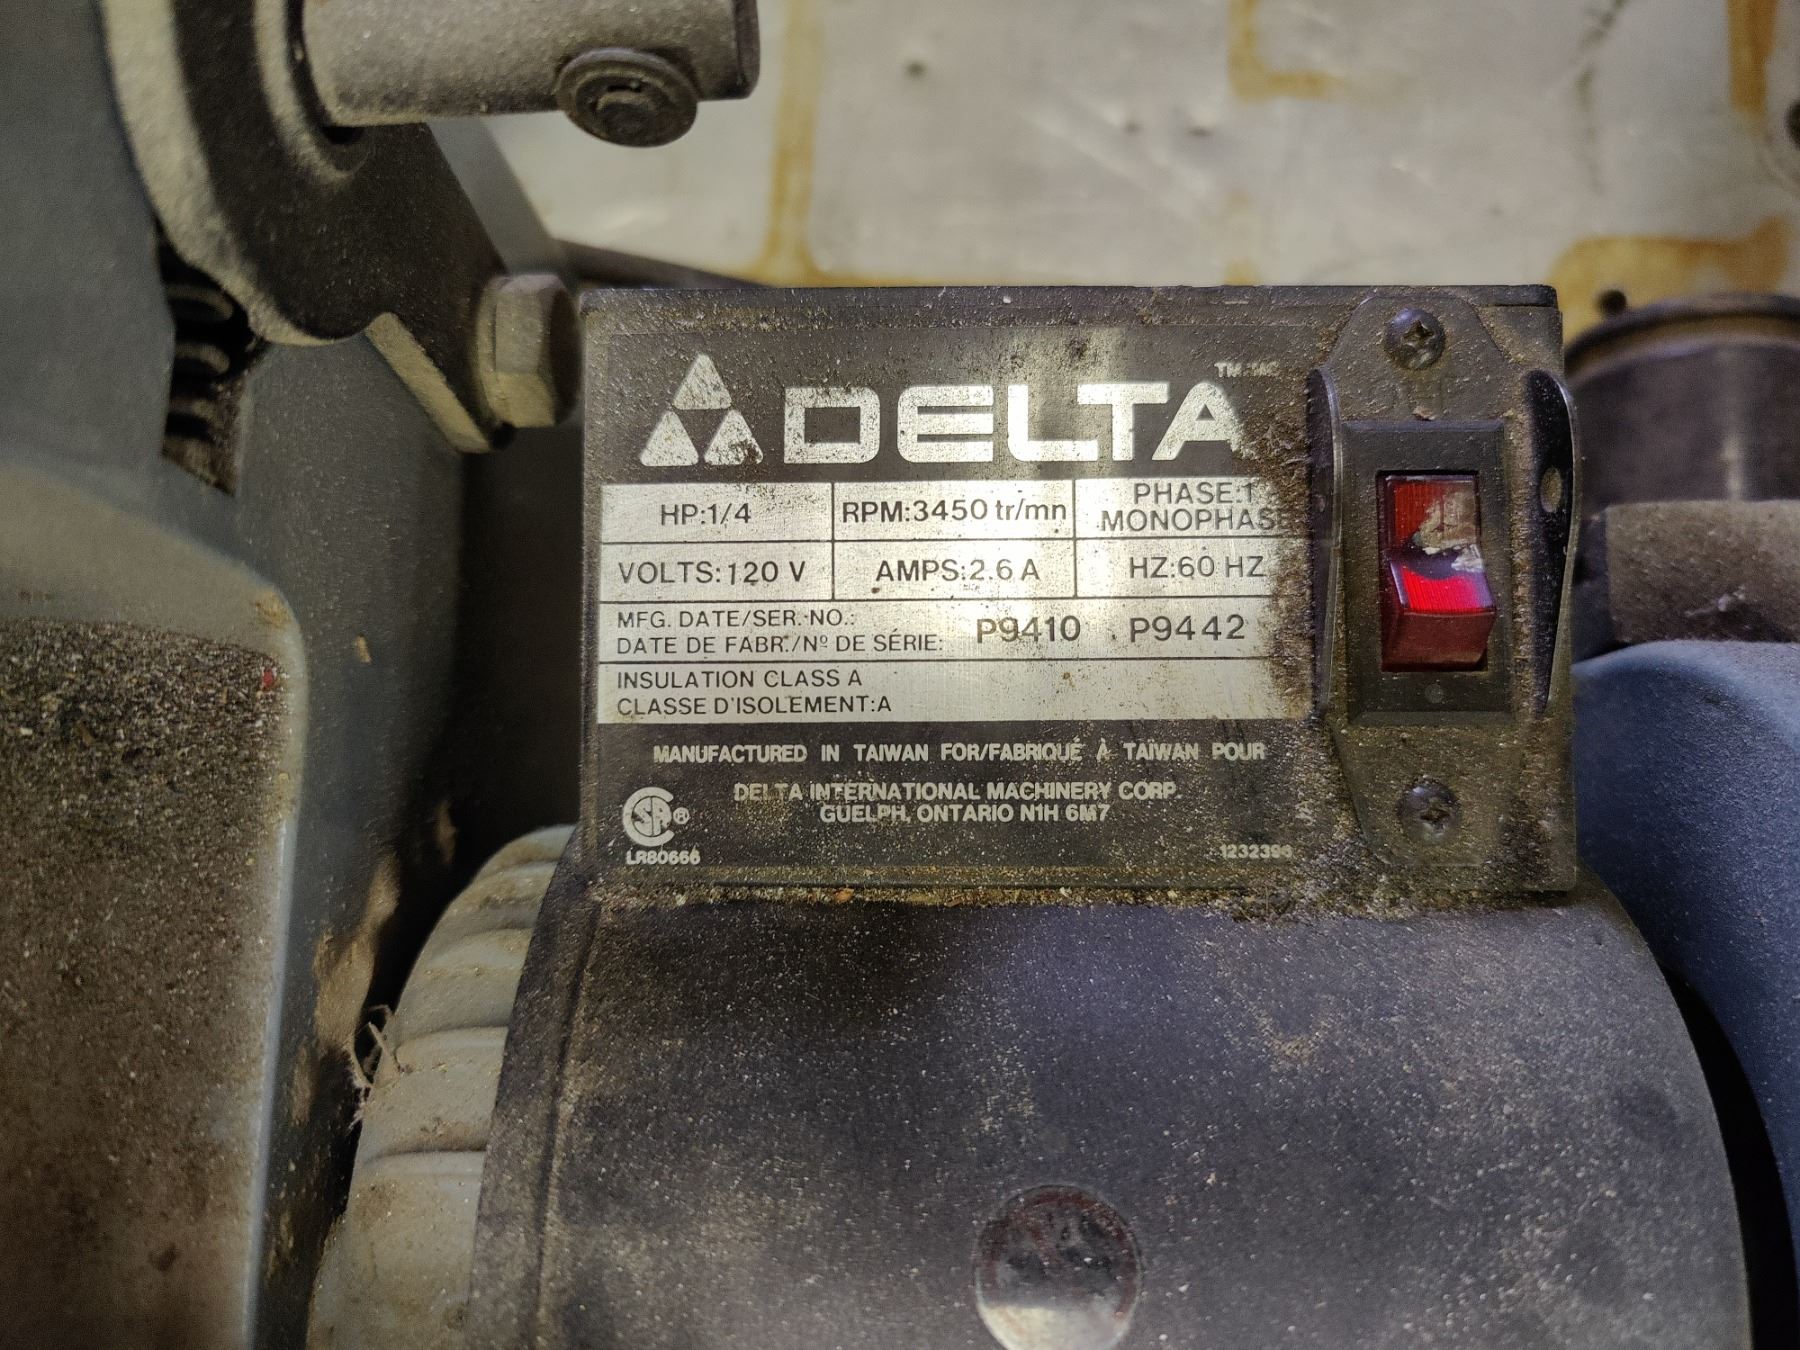 DELTA TM MC
HP:1/4
RPM:3450 tr/mn
PHASE:1
MONOPHASE
VOLTS:120 V
AMPS:2.6 A
HZ:60 HZ
MFG. DATE/SER. NO.:
DATE DE FABR./Nº DE SÉRIE: P9410 P9442
INSULATION CLASS A
CLASSE D'ISOLEMENT:A
MANUFACTURED IN TAIWAN FOR/FABRIQUÉ À TAÏWAN POUR
DELTA INTERNATIONAL MACHINERY CORP.
GUELPH, ONTARIO N1H 6M7
CSA ®
LR80666